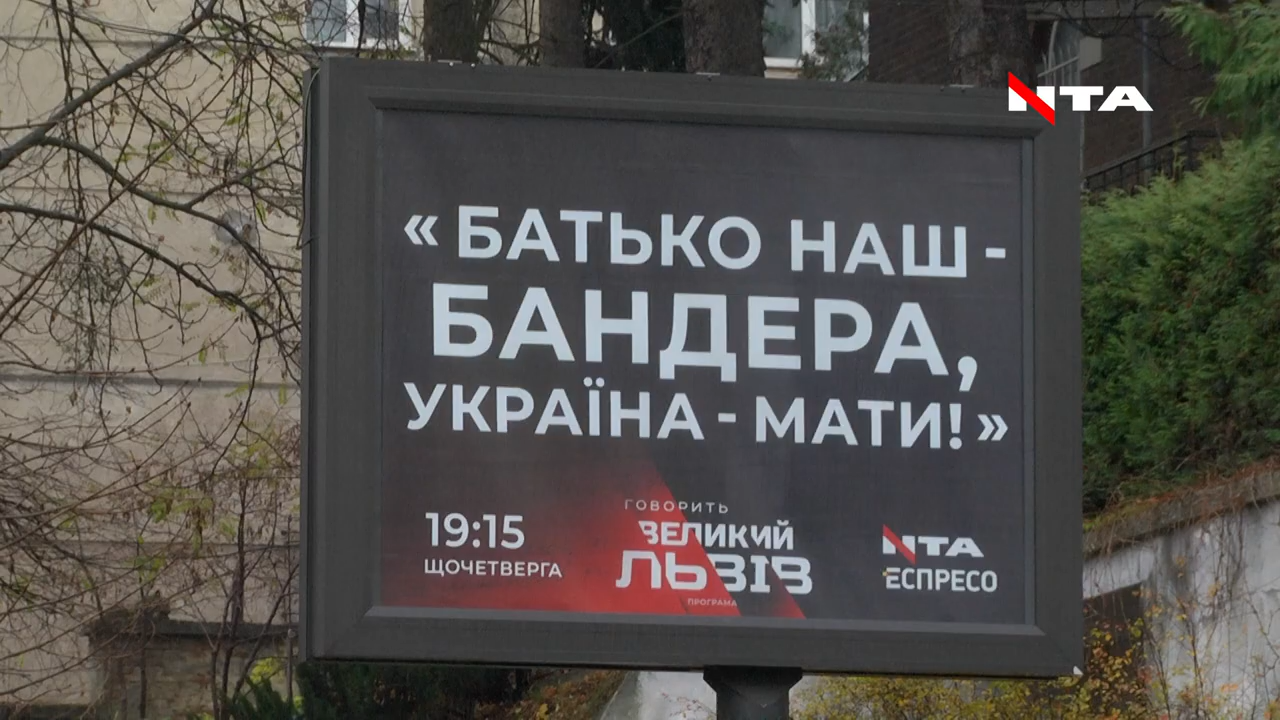 NTA
« БАТЬКО НАШ -
БАНДЕРА,
УКРАЇНА - МАТИ! »
19:15
ЩОЧЕТВЕРГА
ГОВОРИТЬ
ВЕЛИКИЙ
ЛЬВІВ
ПРОГРАМА
NTA
ЕСПРЕСО